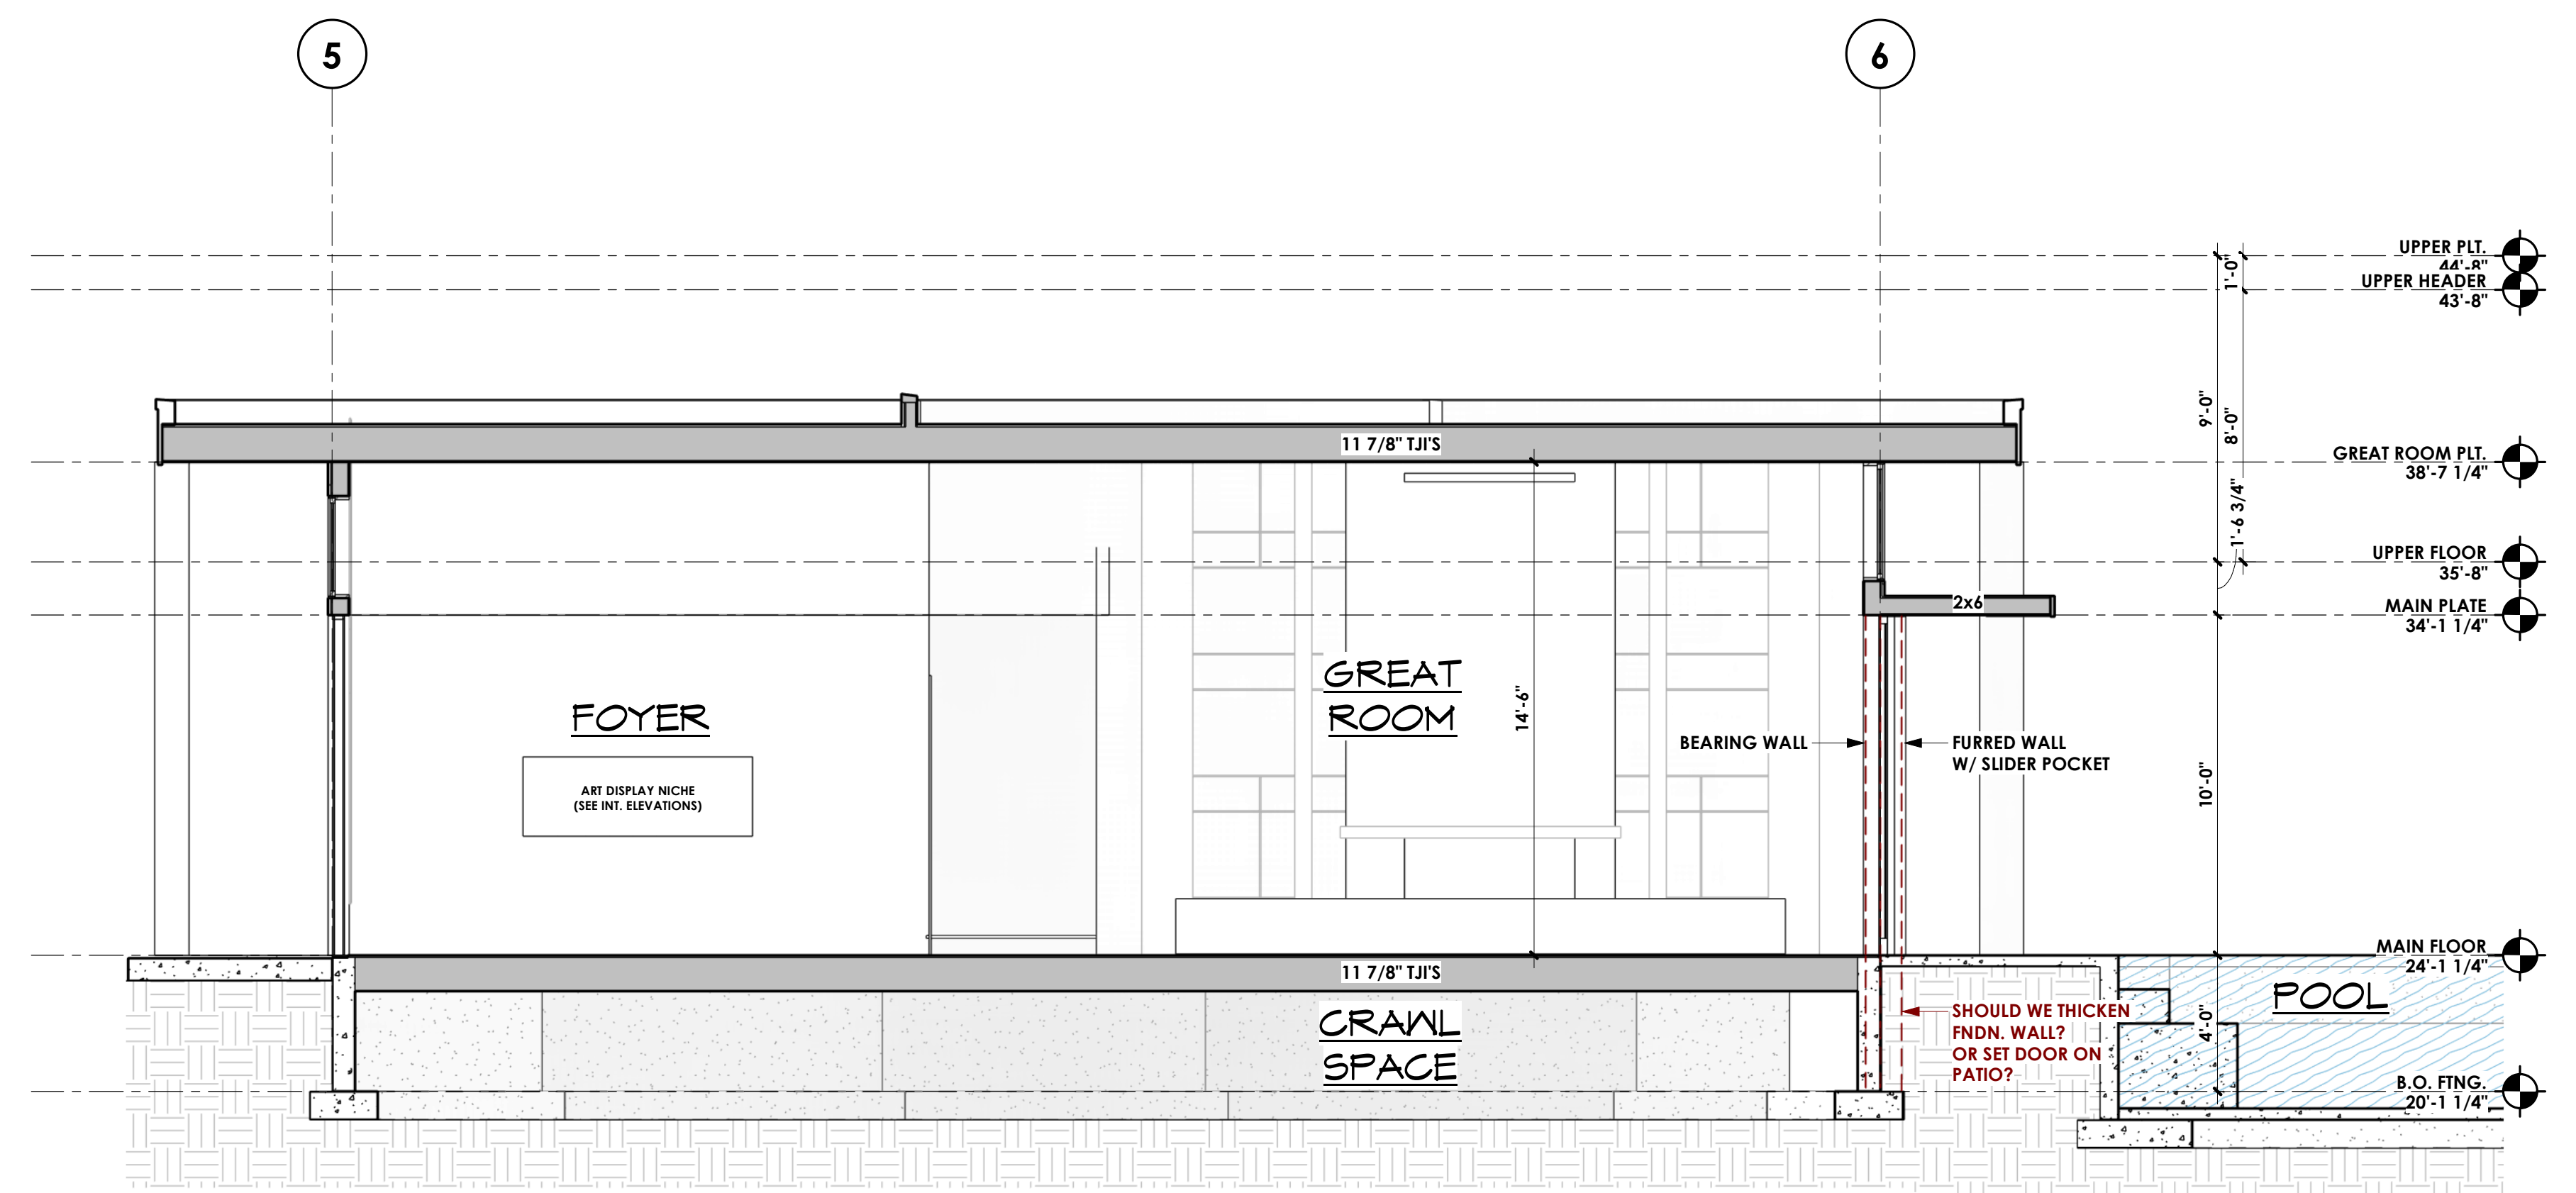 5
6
UPPER PLT.
44'-8"
UPPER HEADER
43'-8"
1'-0"
9'-0"
8'-0"
11 7/8" TJI'S
GREAT ROOM PLT.
38'-7 1/4"
1'-6 3/4"
UPPER FLOOR
35'-8"
2x6
MAIN PLATE
34'-1 1/4"
FOYER
GREAT
ROOM
14'-6"
BEARING WALL
FURRED WALL
W/ SLIDER POCKET
ART DISPLAY NICHE
(SEE INT. ELEVATIONS)
10'-0"
MAIN FLOOR
24'-1 1/4"
11 7/8" TJI'S
POOL
CRAWL
SPACE
SHOULD WE THICKEN
FNDN. WALL?
OR SET DOOR ON
PATIO?
4'-0"
B.O. FTNG.
20'-1 1/4"